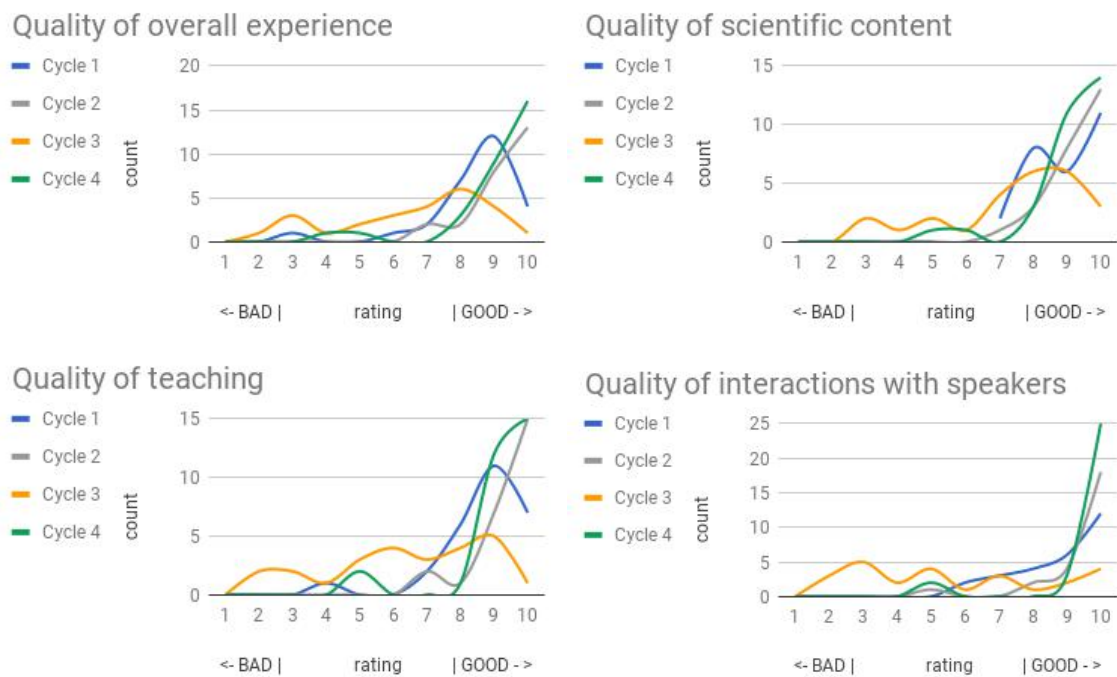 Quality of overall experience
Cycle 1
Cycle 2
Cycle 3
Cycle 4
count
20
15
10
5
0
1 2 3 4 5 6 7 8 9 10
<- BAD | rating | GOOD - >
Quality of scientific content
Cycle 1
Cycle 2
Cycle 3
Cycle 4
count
15
10
5
0
1 2 3 4 5 6 7 8 9 10
<- BAD | rating | GOOD - >
Quality of teaching
Cycle 1
Cycle 2
Cycle 3
Cycle 4
count
15
10
5
0
1 2 3 4 5 6 7 8 9 10
<- BAD | rating | GOOD - >
Quality of interactions with speakers
Cycle 1
Cycle 2
Cycle 3
Cycle 4
count
25
20
15
10
5
0
1 2 3 4 5 6 7 8 9 10
<- BAD | rating | GOOD - >